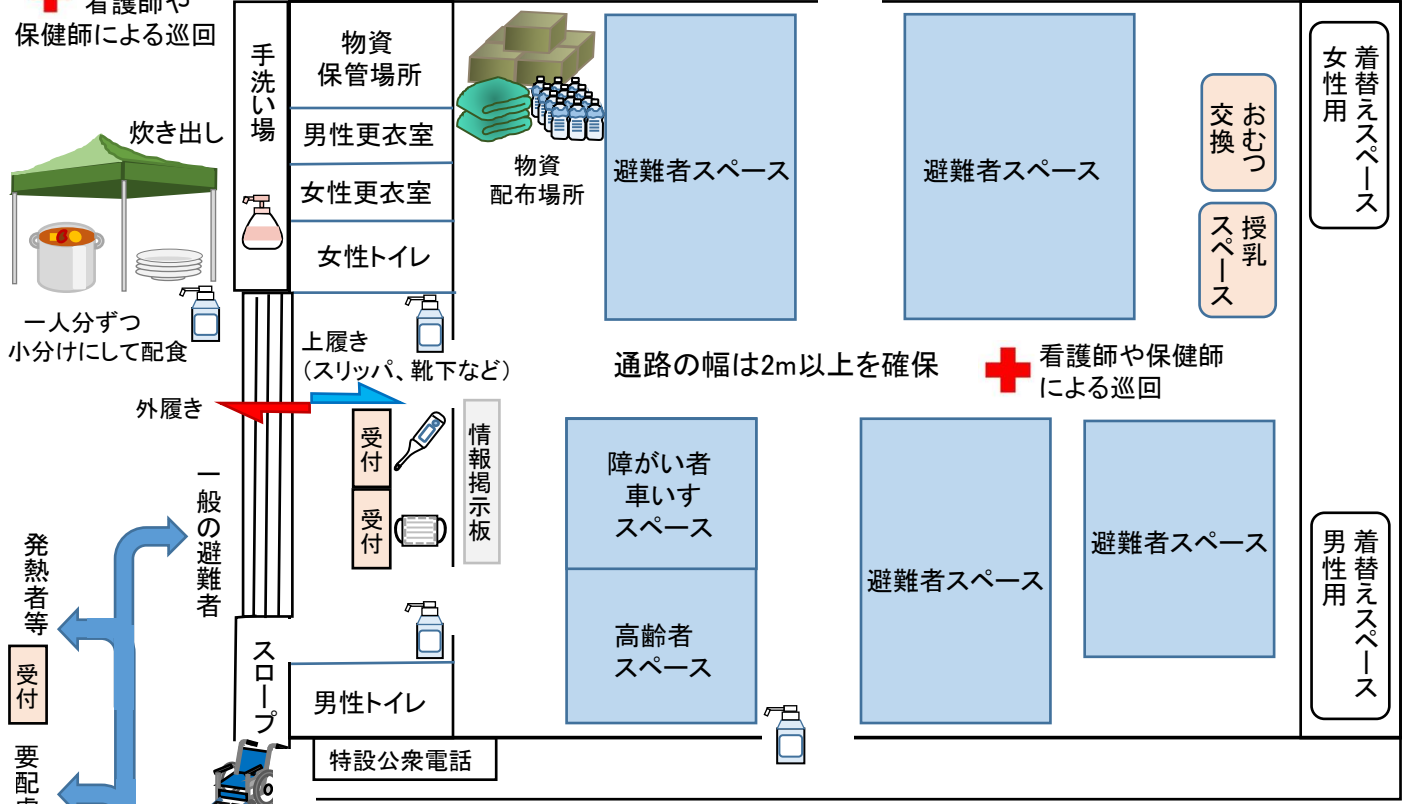 看護師や
保健師による巡回
炊き出し
一人分ずつ
小分けにして配食
手洗い場
物資
保管場所
男性更衣室
女性更衣室
女性トイレ
物資
配布場所
避難者スペース
避難者スペース
おむつ
交換
授乳
スペース
着替えスペース
女性用
上履き
（スリッパ、靴下など）
外履き
通路の幅は2m以上を確保
看護師や保健師
による巡回
受付
受付
情報掲示板
障がい者
車いす
スペース
高齢者
スペース
避難者スペース
避難者スペース
着替えスペース
男性用
一般の避難者
発熱者等
受付
要配慮
スロープ
男性トイレ
特設公衆電話